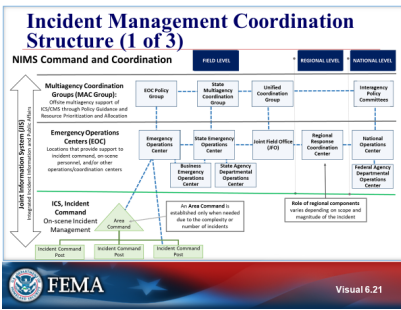 Incident Management Coordination
Structure (1 of 3)
NIMS Command and Coordination
FIELD LEVEL
* REGIONAL LEVEL
* NATIONAL LEVEL
Joint Information System (JIS)
Integrated Incident Information and Public Affairs
Multiagency Coordination
Groups (MAC Group):
Offsite multiagency support of
ICS/CMS through Policy Guidance and
Resource Prioritization and Allocation
EOC Policy
Group
State
Multiagency
Coordination
Group
Unified
Coordination
Group
Interagency
Policy
Committees
Emergency Operations
Centers (EOC)
Locations that provide support to
incident command, on-scene
personnel, and/or other
operations/coordination centers
Emergency
Operations
Center
State Emergency
Operations
Center
Joint Field Office
(JFO)
Regional
Response
Coordination
Center
National
Operations
Center
Business
Emergency
Operations
Center
State Agency
Departmental
Operations
Center
Federal Agency
Departmental
Operations
Center
ICS, Incident
Command
On-scene Incident
Management
Area
Command
An Area Command is
established only when needed
due to the complexity or
number of incidents
* Role of regional components
varies depending on scope and
magnitude of the incident
Incident Command
Post
Incident Command
Post
Incident Command
Post
FEMA
Visual 6.21